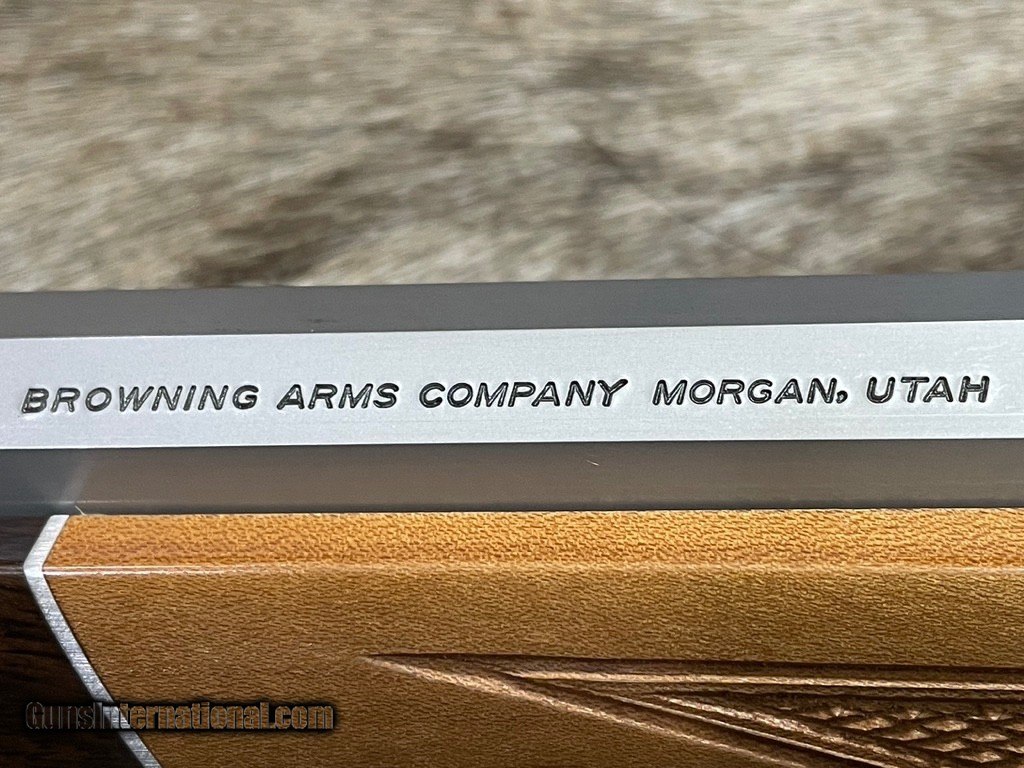 BROWNING ARMS COMPANY MORGAN, UTAH
GunsInternational.com